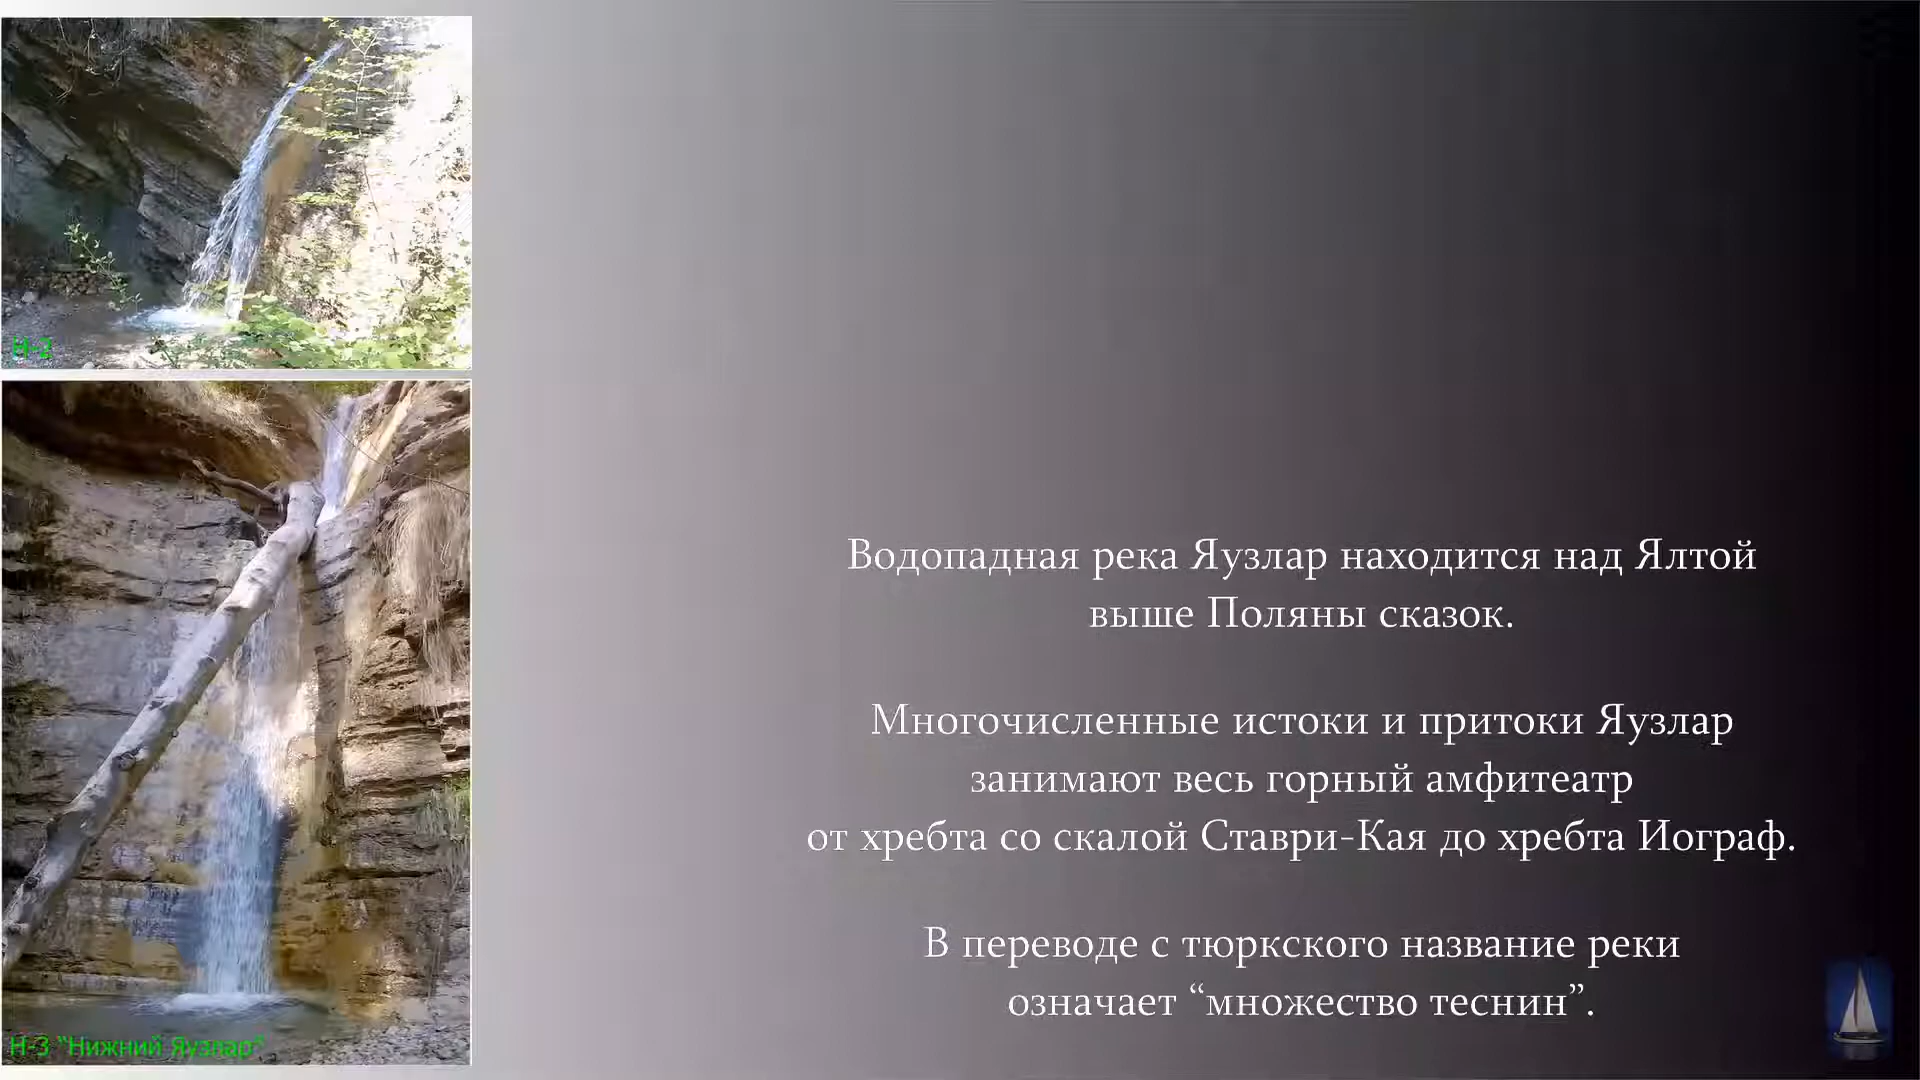 Н-2
Н-3 “Нижний Яузлар”
Водопадная река Яузлар находится над Ялтой
выше Поляны сказок.
Многочисленные истоки и притоки Яузлар
занимают весь горный амфитеатр
от хребта со скалой Ставри-Кая до хребта Иограф.
В переводе с тюркского название реки
означает “множество теснин”.